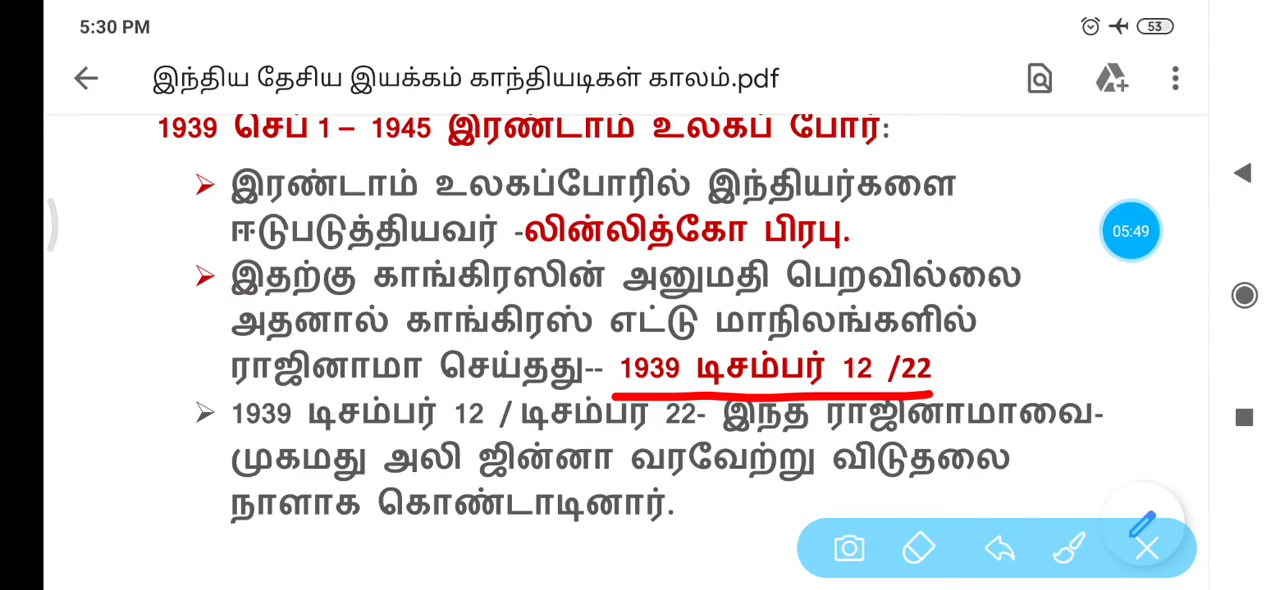 5:30 PM
53
இந்திய தேசிய இயக்கம் காந்தியடிகள் காலம்.pdf
1939 செப் 1 – 1945 இரண்டாம் உலகப் போர்:
இரண்டாம் உலகப்போரில் இந்தியர்களை
05:49
ஈடுபடுத்தியவர் -லின்லித்கோ பிரபு.
இதற்கு காங்கிரஸின் அனுமதி பெறவில்லை
அதனால் காங்கிரஸ் எட்டு மாநிலங்களில்
ராஜினாமா செய்தது-- 1939 டிசம்பர் 12 /22
1939 டிசம்பர் 12 / டிசம்பர் 22- இந்த ராஜினாமாவை-
முகமது அலி ஜின்னா வரவேற்று விடுதலை
நாளாக கொண்டாடினார்.